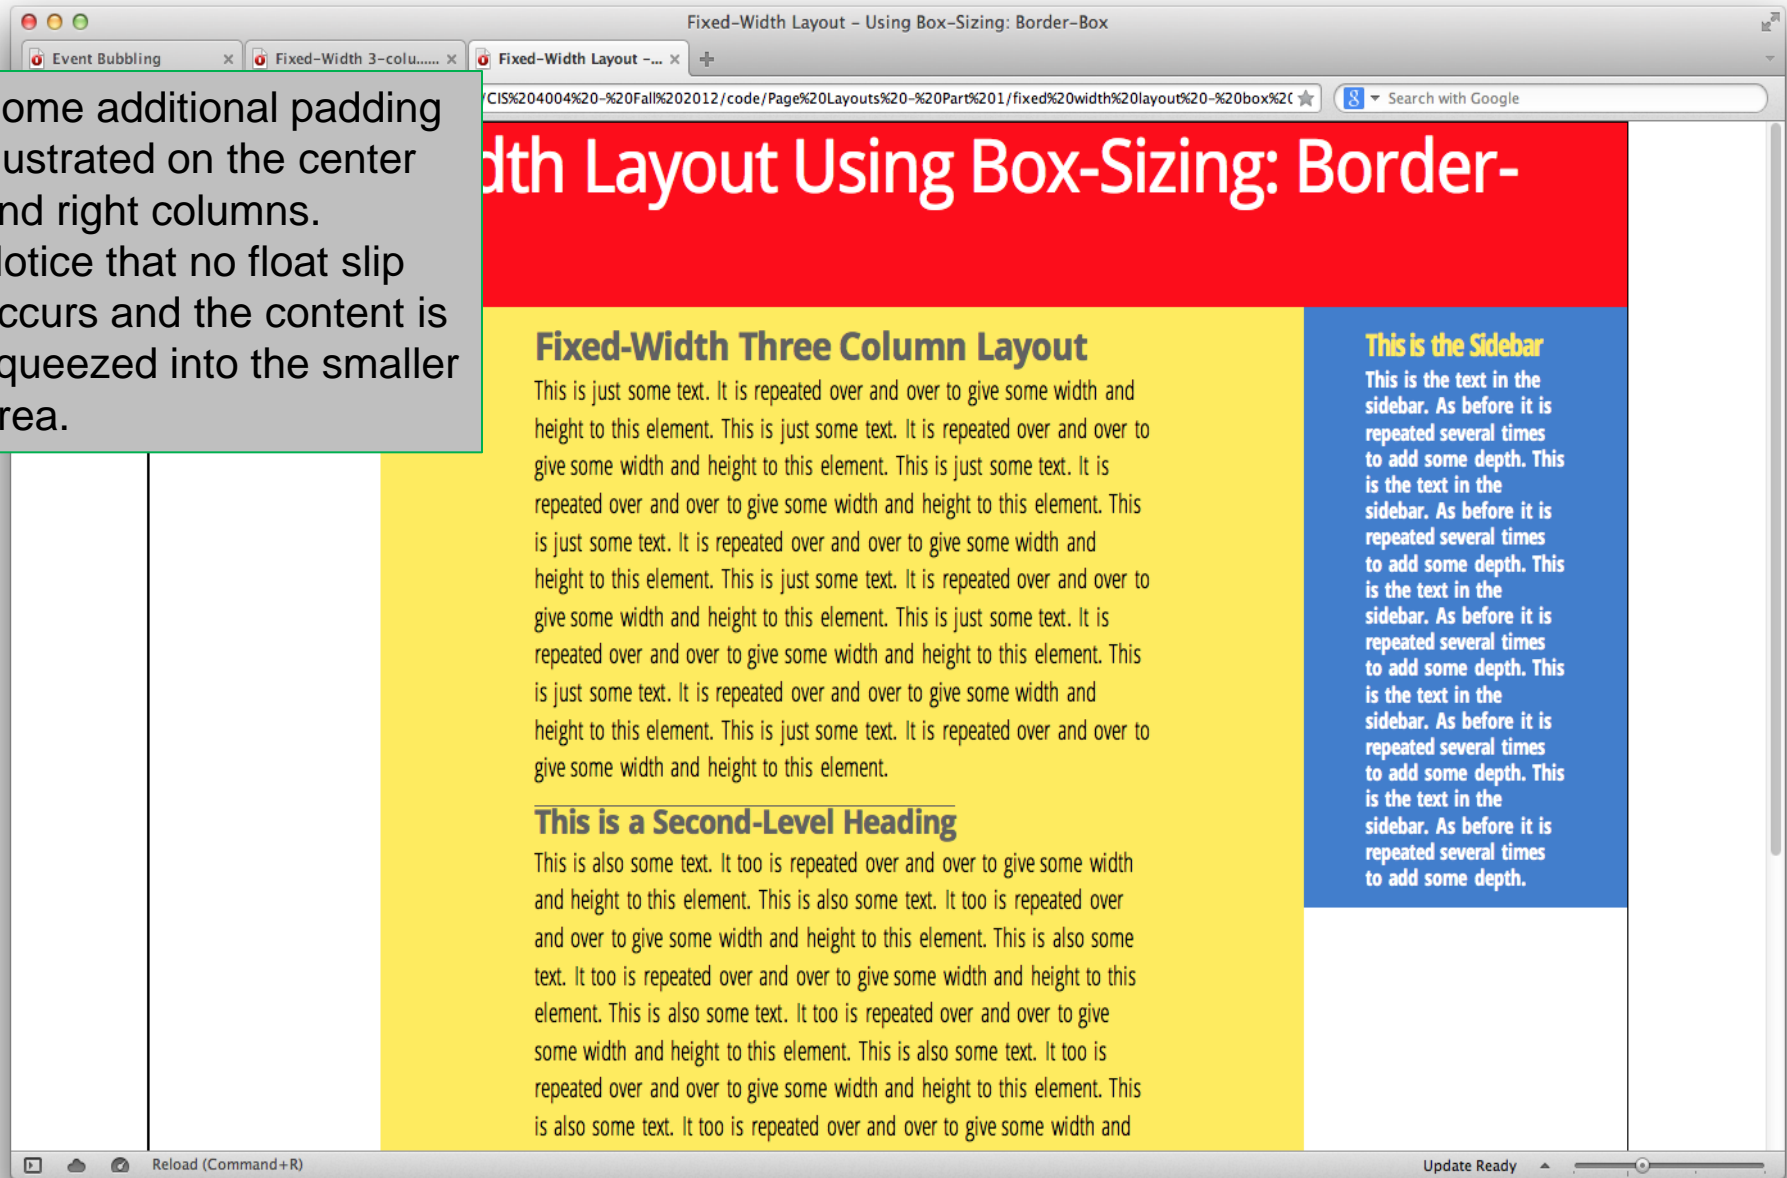 Fixed-Width Layout – Using Box-Sizing: Border-Box
Event Bubbling × Fixed-Width 3-colu...... × Fixed-Width Layout -... × +
/CIS%204004%20-%20Fall%202012/code/Page%20Layouts%20-%20Part%201/fixed%20width%20layout%20-%20box%2( Search with Google
ome additional padding
lustrated on the center
nd right columns.
lotice that no float slip
ccurs and the content is
queezed into the smaller
rea.
dth Layout Using Box-Sizing: Border-
Fixed-Width Three Column Layout
This is just some text. It is repeated over and over to give some width and
height to this element. This is just some text. It is repeated over and over to
give some width and height to this element. This is just some text. It is
repeated over and over to give some width and height to this element. This
is just some text. It is repeated over and over to give some width and
height to this element. This is just some text. It is repeated over and over to
give some width and height to this element. This is just some text. It is
repeated over and over to give some width and height to this element. This
is just some text. It is repeated over and over to give some width and
height to this element. This is just some text. It is repeated over and over to
give some width and height to this element.
This is a Second-Level Heading
This is also some text. It too is repeated over and over to give some width
and height to this element. This is also some text. It too is repeated over
and over to give some width and height to this element. This is also some
text. It too is repeated over and over to give some width and height to this
element. This is also some text. It too is repeated over and over to give
some width and height to this element. This is also some text. It too is
repeated over and over to give some width and height to this element. This
is also some text. It too is repeated over and over to give some width and
This is the Sidebar
This is the text in the
sidebar. As before it is
repeated several times
to add some depth. This
is the text in the
sidebar. As before it is
repeated several times
to add some depth. This
is the text in the
sidebar. As before it is
repeated several times
to add some depth. This
is the text in the
sidebar. As before it is
repeated several times
to add some depth. This
is the text in the
sidebar. As before it is
repeated several times
to add some depth.
Reload (Command+R)
Update Ready